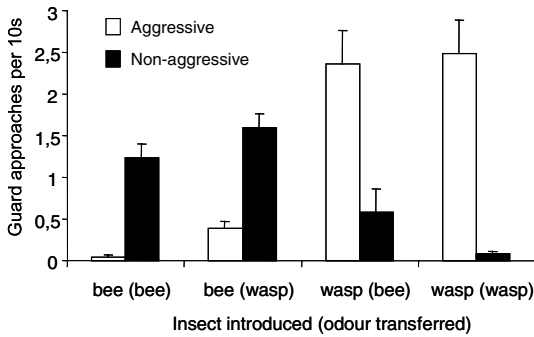 Guard approaches per 10s
3
2,5
2
1,5
1
0,5
0
Aggressive
Non-aggressive
bee (bee) bee (wasp) wasp (bee) wasp (wasp)
Insect introduced (odour transferred)